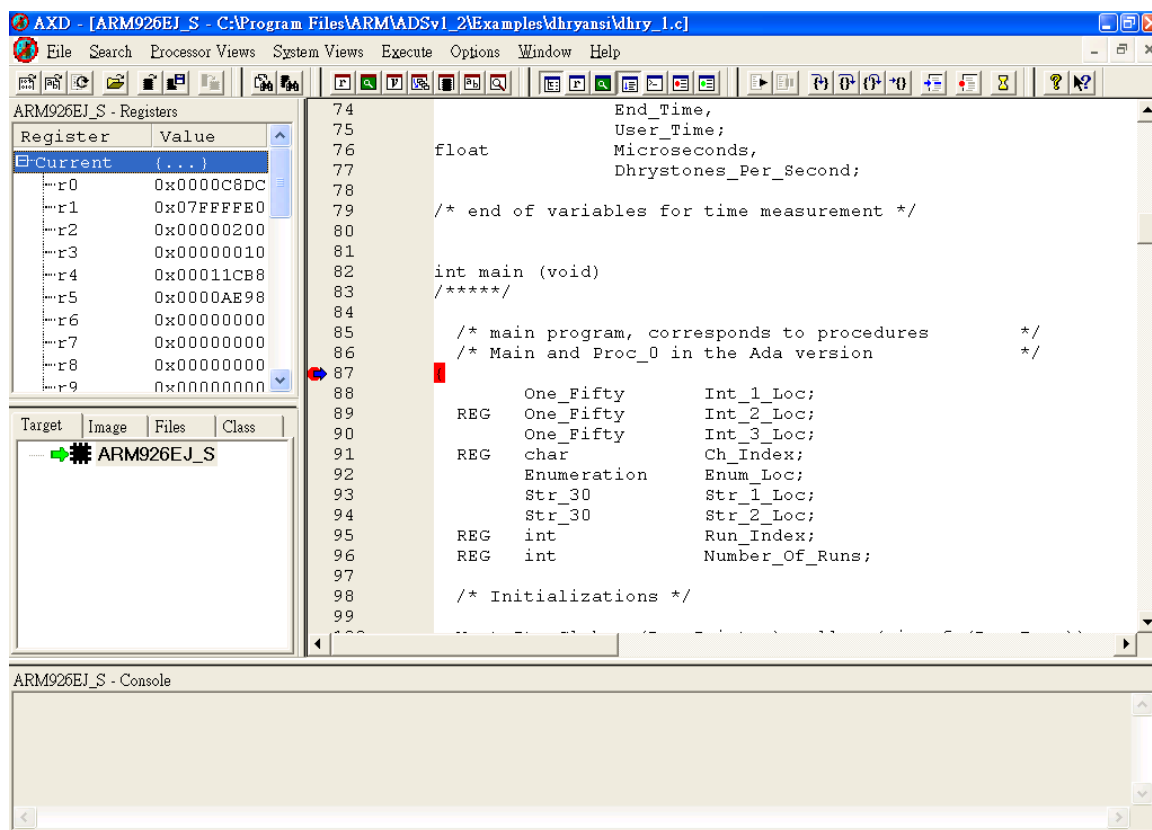 AXD - [ARM926EJ_S - C:\Program Files\ARM\ADSv1_2\Examples\dhryansi\dhry_1.c]
File Search Processor Views System Views Execute Options Window Help
ARM926EJ_S - Registers
Register Value
Current {...}
r0 0x0000C8DC
r1 0x07FFFFE0
r2 0x00000200
r3 0x00000010
r4 0x00011CB8
r5 0x0000AE98
r6 0x00000000
r7 0x00000000
r8 0x00000000
r9 0x00000000
Target Image Files Class
ARM926EJ_S
74 End_Time,
75 User_Time;
76 float Microseconds,
77 Dhrystones_Per_Second;
78
79 /* end of variables for time measurement */
80
81
82 int main (void)
83 /*****/
84
85 /* main program, corresponds to procedures */
86 /* Main and Proc_0 in the Ada version */
87 {
88 One_Fifty Int_1_Loc;
89 REG One_Fifty Int_2_Loc;
90 One_Fifty Int_3_Loc;
91 REG char Ch_Index;
92 Enumeration Enum_Loc;
93 Str_30 Str_1_Loc;
94 Str_30 Str_2_Loc;
95 REG int Run_Index;
96 REG int Number_Of_Runs;
97
98 /* Initializations */
99
ARM926EJ_S - Console